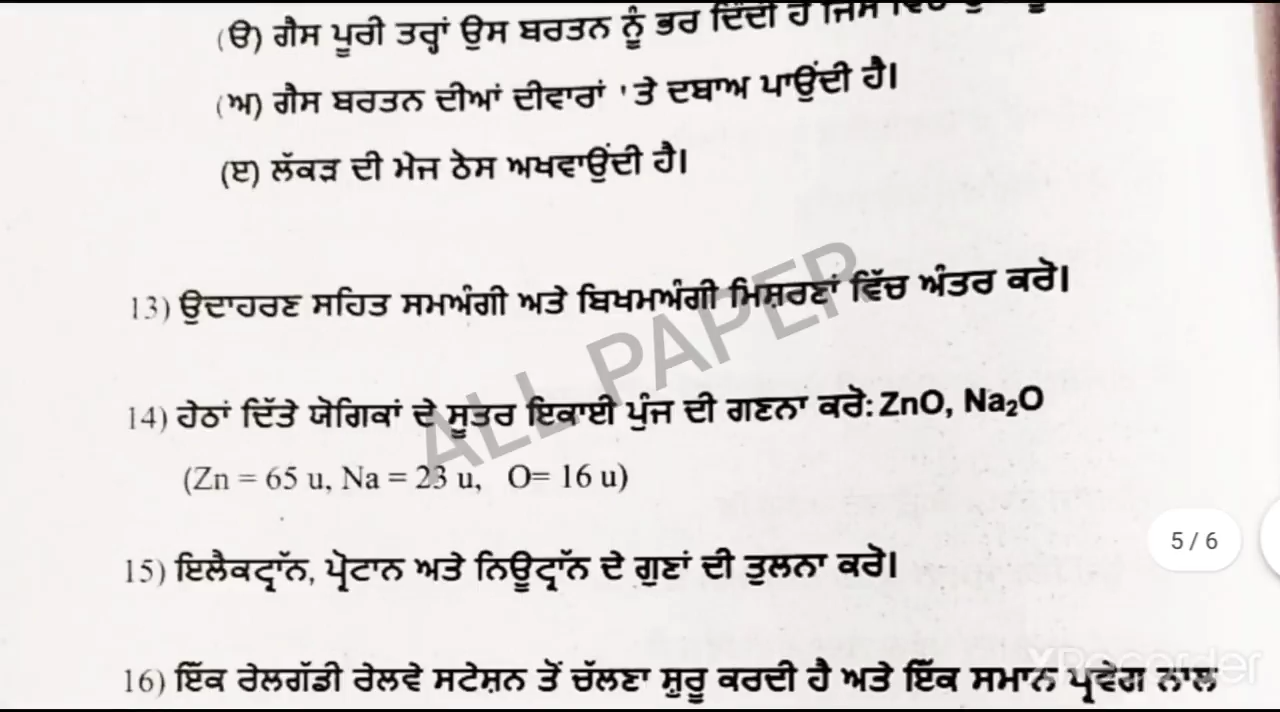 (ੳ) ਗੈਸ ਪੂਰੀ ਤਰ੍ਹਾਂ ਉਸ ਬਰਤਨ ਨੂੰ ਭਰ ਦਿੰਦੀ ਹੈ ਜਿਸ ਵਿੱਚ
(ਅ) ਗੈਸ ਬਰਤਨ ਦੀਆਂ ਦੀਵਾਰਾਂ 'ਤੇ ਦਬਾਅ ਪਾਉਂਦੀ ਹੈ।
(ੲ) ਲੱਕੜ ਦੀ ਮੇਜ ਠੋਸ ਅਖਵਾਉਂਦੀ ਹੈ।
13) ਉਦਾਹਰਣ ਸਹਿਤ ਸਮਅੰਗੀ ਅਤੇ ਬਿਖਮਅੰਗੀ ਮਿਸ਼ਰਣਾਂ ਵਿੱਚ ਅੰਤਰ ਕਰੋ।
ALL PAPER
14) ਹੇਠਾਂ ਦਿੱਤੇ ਯੋਗਿਕਾਂ ਦੇ ਸੂਤਰ ਇਕਾਈ ਪੁੰਜ ਦੀ ਗਣਨਾ ਕਰੋ: ZnO, Na₂O
(Zn = 65 u, Na = 23 u, O= 16 u)
5 / 6
15) ਇਲੈਕਟ੍ਰਾੱਨ, ਪ੍ਰੋਟਾਨ ਅਤੇ ਨਿਊਟ੍ਰਾੱਨ ਦੇ ਗੁਣਾਂ ਦੀ ਤੁਲਨਾ ਕਰੋ।
16) ਇੱਕ ਰੇਲਗੱਡੀ ਰੇਲਵੇ ਸਟੇਸ਼ਨ ਤੋਂ ਚੱਲਣਾ ਸ਼ੁਰੂ ਕਰਦੀ ਹੈ ਅਤੇ ਇੱਕ ਸਮਾਨ ਪ੍ਰਵੇਗ ਨਾਲ
XRecorder